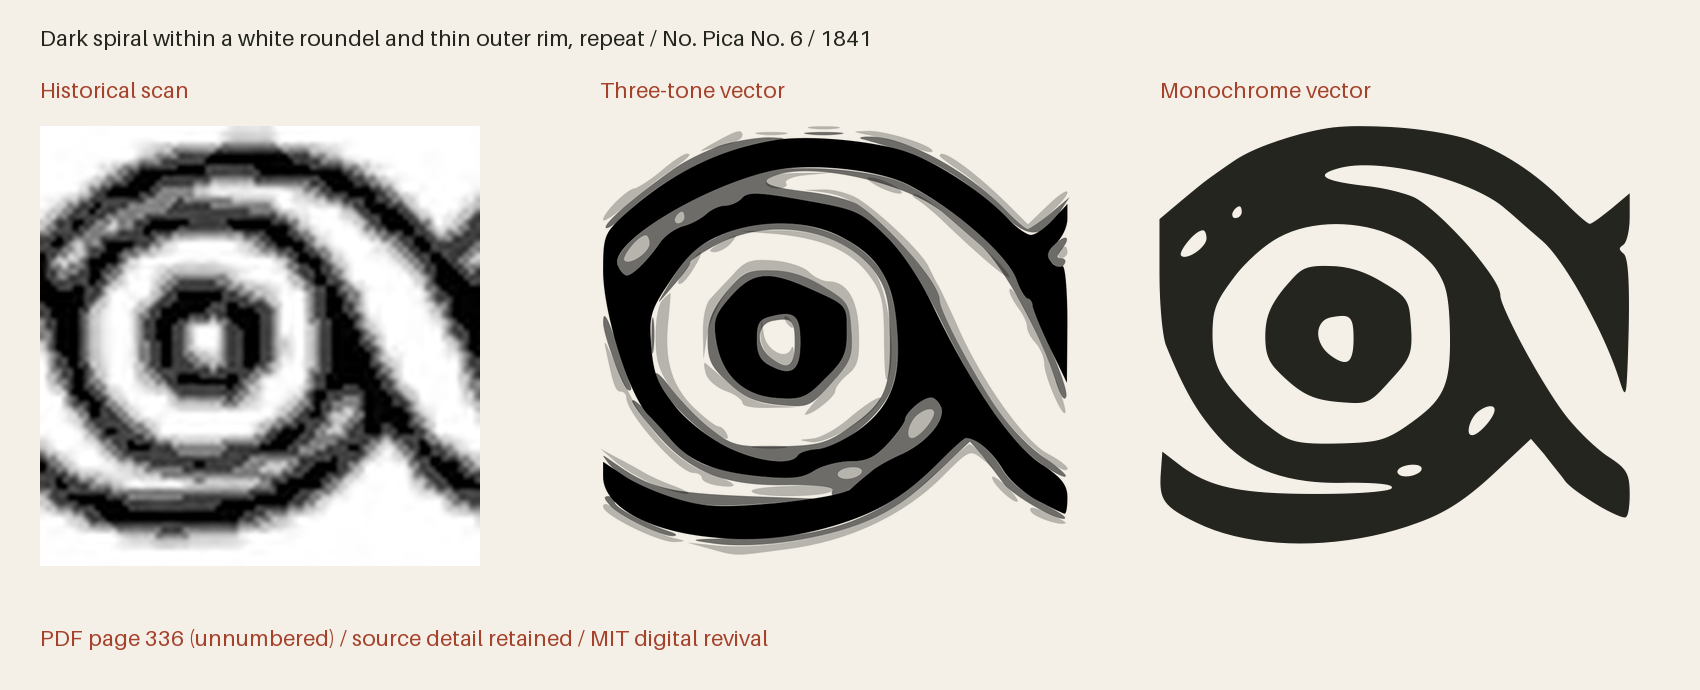 Dark spiral within a white roundel and thin outer rim, repeat / No. Pica No. 6 / 1841
Historical scan
Three-tone vector
Monochrome vector
PDF page 336 (unnumbered) / source detail retained / MIT digital revival